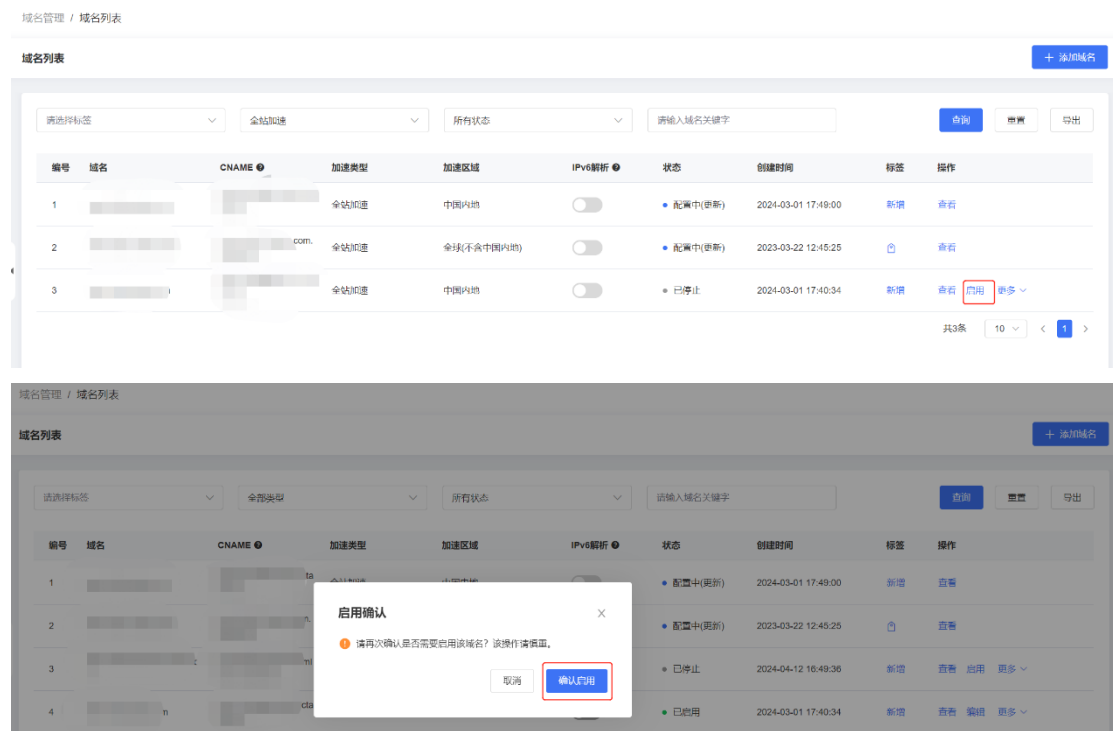 域名管理 / 域名列表
域名列表
+ 添加域名
请选择标签 全站加速 所有状态 请输入域名关键字 查询 重置 导出
编号 域名 CNAME 加速类型 加速区域 IPv6解析 状态 创建时间 标签 操作
1 全站加速 中国内地 配置中(更新) 2024-03-01 17:49:00 新增 查看
2 com. 全站加速 全球(不含中国内地) 配置中(更新) 2023-03-22 12:45:25 查看
3 全站加速 中国内地 已停止 2024-03-01 17:40:34 新增 查看 启用 更多
共3条 10 < 1 >
域名管理 / 域名列表
域名列表
+ 添加域名
请选择标签 全部类型 所有状态 请输入域名关键字 查询 重置 导出
编号 域名 CNAME 加速类型 加速区域 IPv6解析 状态 创建时间 标签 操作
1 cta 配置中(更新) 2024-03-01 17:49:00 新增 查看
启用确认
请再次确认是否需要启用该域名？该操作请慎重。
取消 确认启用
2 配置中(更新) 2023-03-22 12:45:25 查看
3 已停止 2024-04-12 16:49:36 新增 查看 启用 更多
4 cta 已启用 2024-03-01 17:40:34 新增 查看 编辑 更多